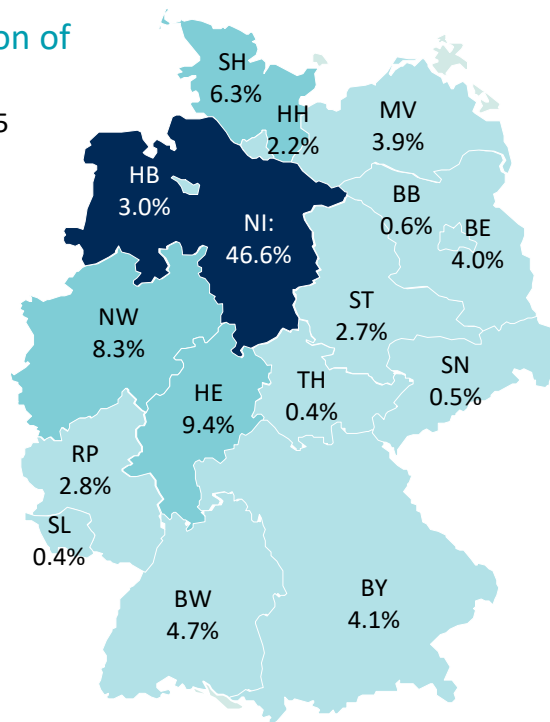 on of
5
SH
6.3%
HH
2.2%
MV
3.9%
HB
3.0%
BB
0.6%
BE
4.0%
NI:
46.6%
ST
2.7%
NW
8.3%
SN
0.5%
TH
0.4%
HE
9.4%
RP
2.8%
SL
0.4%
BW
4.7%
BY
4.1%